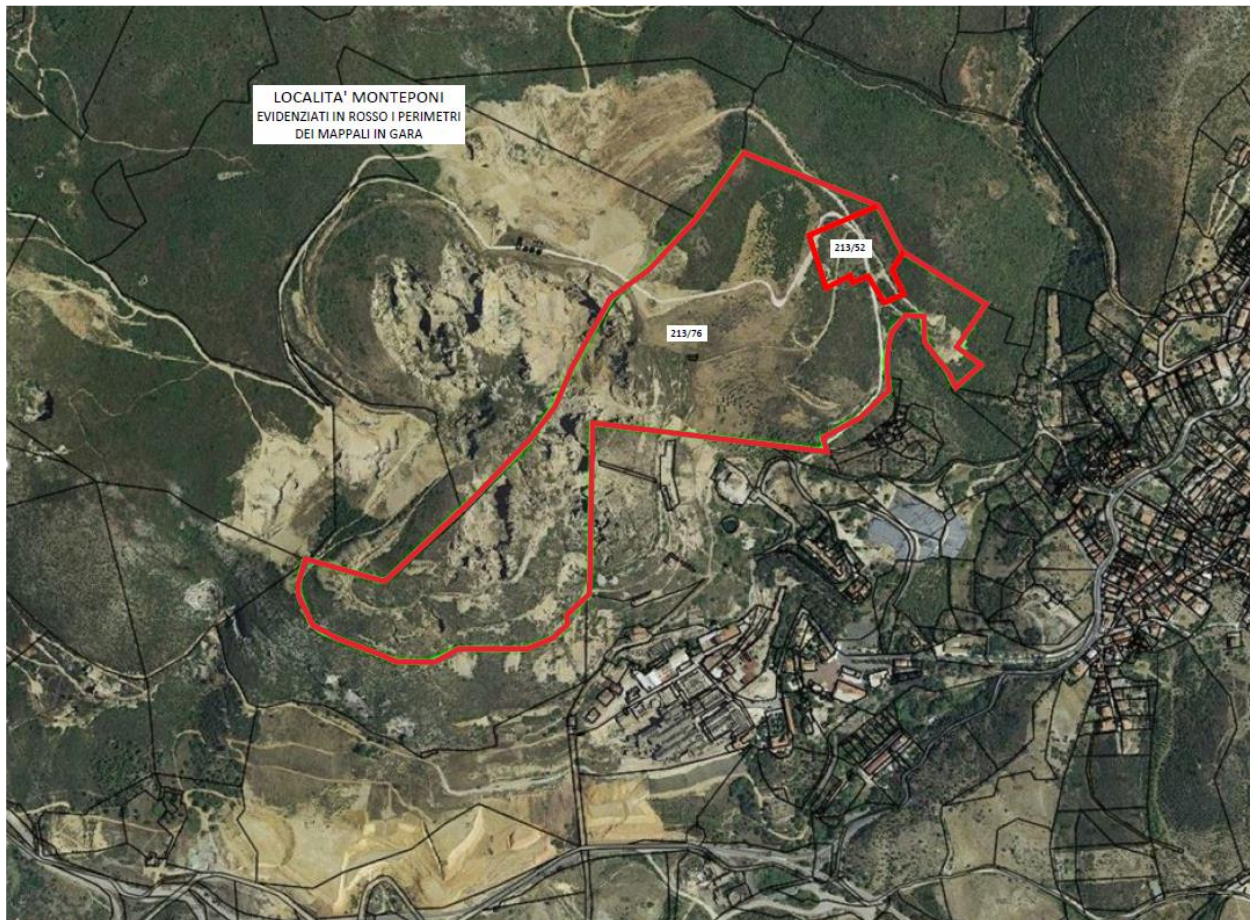 LOCALITA' MONTEPONI
EVIDENZIATI IN ROSSO I PERIMETRI
DEI MAPPALI IN GARA
213/52
213/76